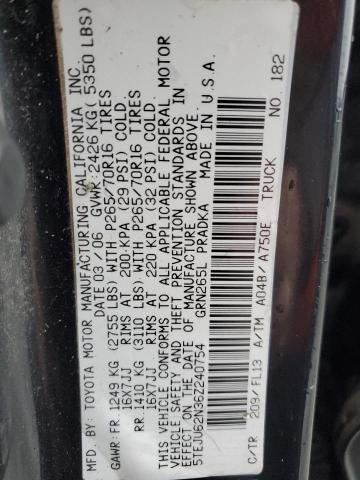 MFD. BY: TOYOTA MOTOR MANUFACTURING CALIFORNIA INC.
DATE 03/06 GVWR: 2426 KG( 5350 LBS)
GAWR: FR. 1249 KG (2755 LBS) WITH P265/70R16 TIRES
16X7JJ RIMS AT 200 KPA (29 PSI) COLD.
RR. 1410 KG (3110 LBS) WITH P265/70R16 TIRES
16X7JJ RIMS AT 220 KPA (32 PSI) COLD.
THIS VEHICLE CONFORMS TO ALL APPLICABLE FEDERAL MOTOR
VEHICLE SAFETY AND THEFT PREVENTION STANDARDS IN
EFFECT ON THE DATE OF MANUFACTURE SHOWN ABOVE.
5TEJU62N36Z240754 GRN265L PRADKA MADE IN U.S.A.
C/TR 209/FL13 A/TM A04B/A750E TRUCK NO. 182